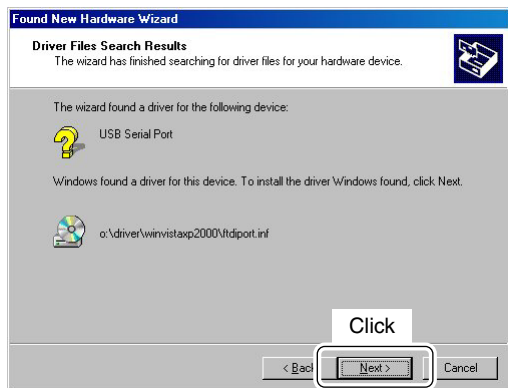 Found New Hardware Wizard
Driver Files Search Results
The wizard has finished searching for driver files for your hardware device.
The wizard found a driver for the following device:
USB Serial Port
Windows found a driver for this device. To install the driver Windows found, click Next.
o:\driver\winvistaxp2000\ftdiport.inf
Click
< Bac
Next >
Cancel